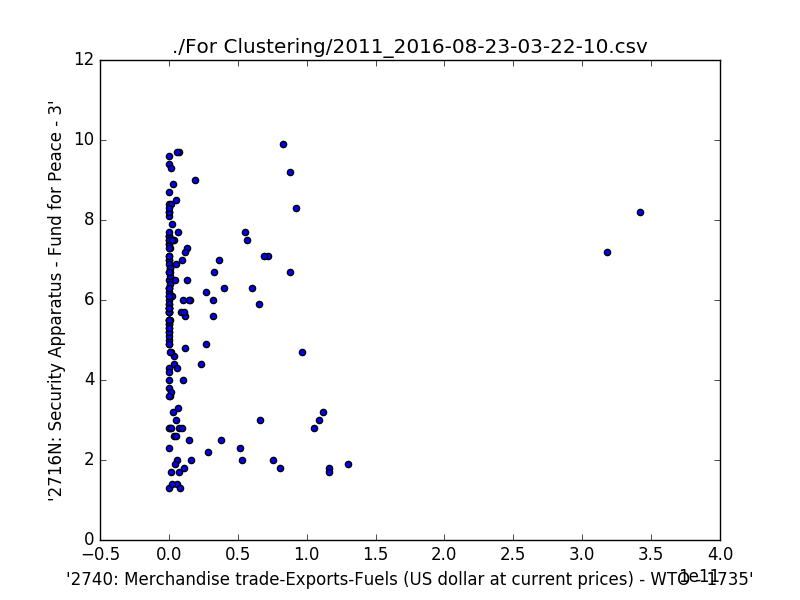 ./For Clustering/2011_2016-08-23-03-22-10.csv
12
10
8
6
4
2
0
'2716N: Security Apparatus - Fund for Peace - 3'
−0.5 0.0 0.5 1.0 1.5 2.0 2.5 3.0 3.5 4.0
1e11
'2740: Merchandise trade-Exports-Fuels (US dollar at current prices) - WTO - 1735'